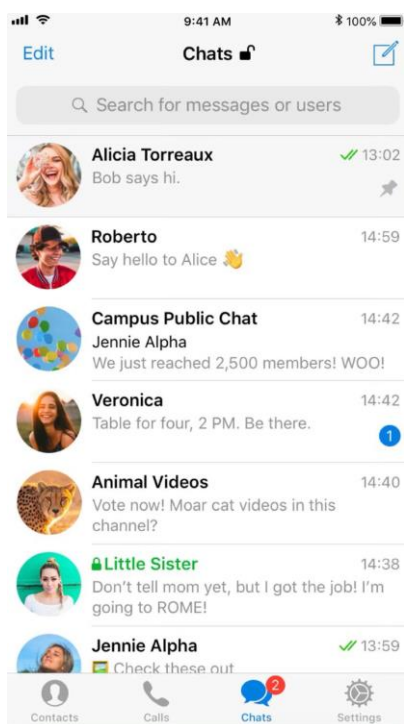 9:41 AM
100%
Edit
Chats
Search for messages or users
Alicia Torreaux
13:02
Bob says hi.
Roberto
14:59
Say hello to Alice 👋
Campus Public Chat
14:42
Jennie Alpha
We just reached 2,500 members! WOO!
Veronica
14:42
Table for four, 2 PM. Be there.
1
Animal Videos
14:40
Vote now! Moar cat videos in this
channel?
Little Sister
14:38
Don't tell mom yet, but I got the job! I'm
going to ROME!
Jennie Alpha
13:59
Check these out
2
Contacts
Calls
Chats
Settings